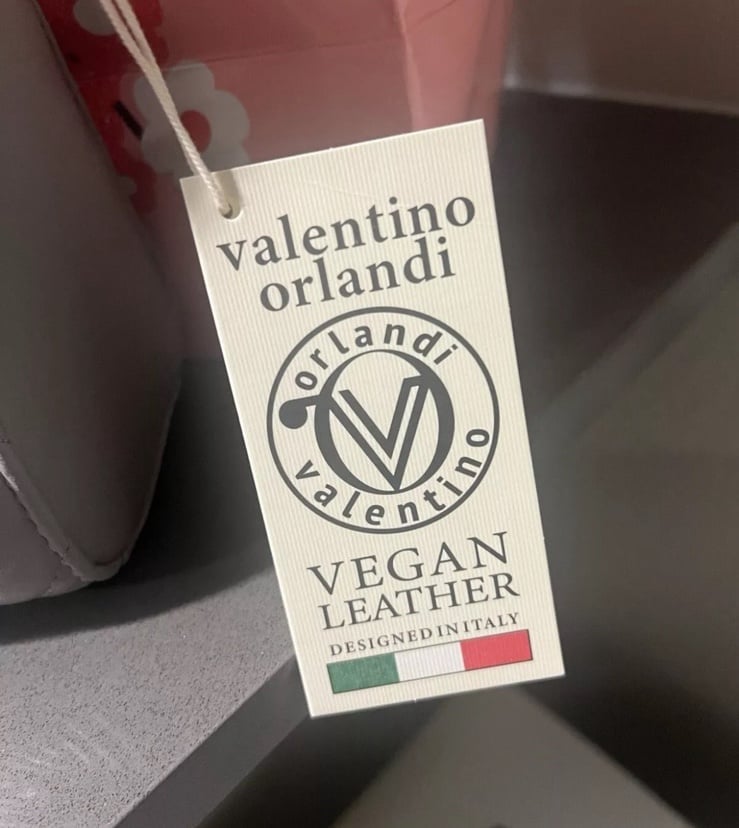 valentino
orlandi
orlandi
V
valentino
VEGAN
LEATHER
DESIGNED IN ITALY